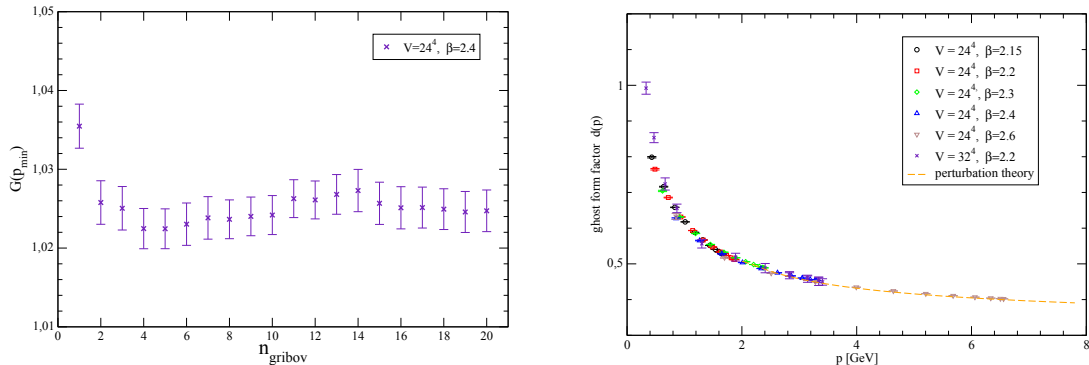 1,05
1,04
1,03
1,02
1,01
G(p_min)
0 2 4 6 8 10 12 14 16 18 20
n_gribov
V=24^4, β=2.4
1
0,5
ghost form factor d(p)
0 2 4 6 8
p [GeV]
V = 24^4, β=2.15
V = 24^4, β=2.2
V = 24^4, β=2.3
V = 24^4, β=2.4
V = 24^4, β=2.6
V = 32^4, β=2.2
perturbation theory